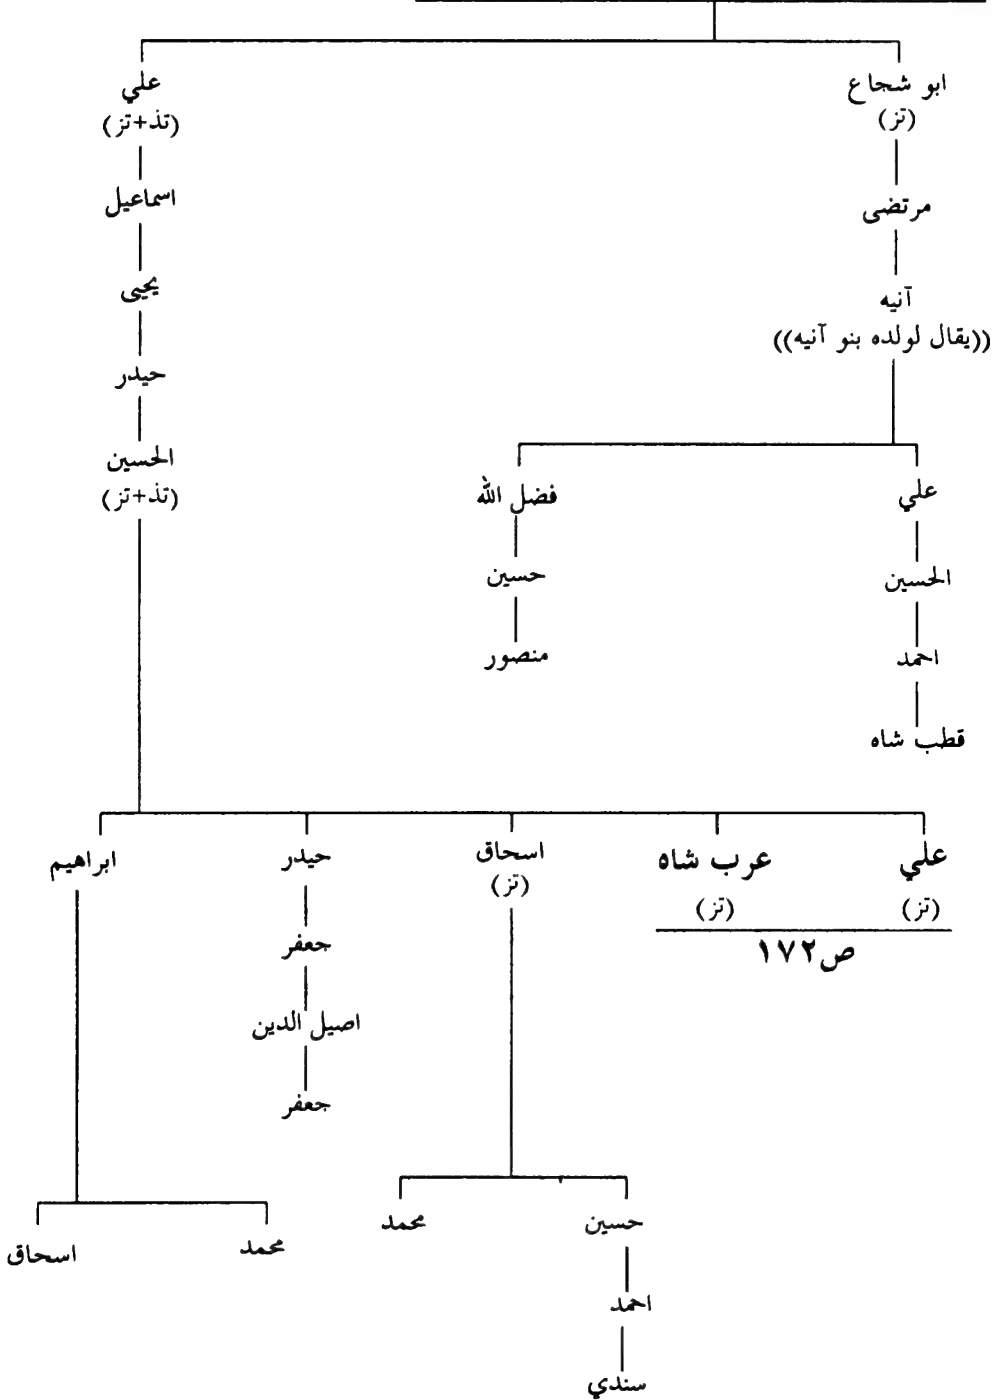 ابو شجاع
(تز)
مرتضى
آنيه
((يقال لولده بنو آنيه))
علي
الحسين
احمد
قطب شاه
فضل الله
حسين
منصور
علي
(تذ+تز)
اسماعيل
يحيى
حيدر
الحسين
(تذ+تز)
علي
(تز)
عرب شاه
(تز)
ص١٧٢
اسحاق
(تز)
حسين
احمد
سندي
محمد
حيدر
جعفر
اصيل الدين
جعفر
ابراهيم
محمد
اسحاق